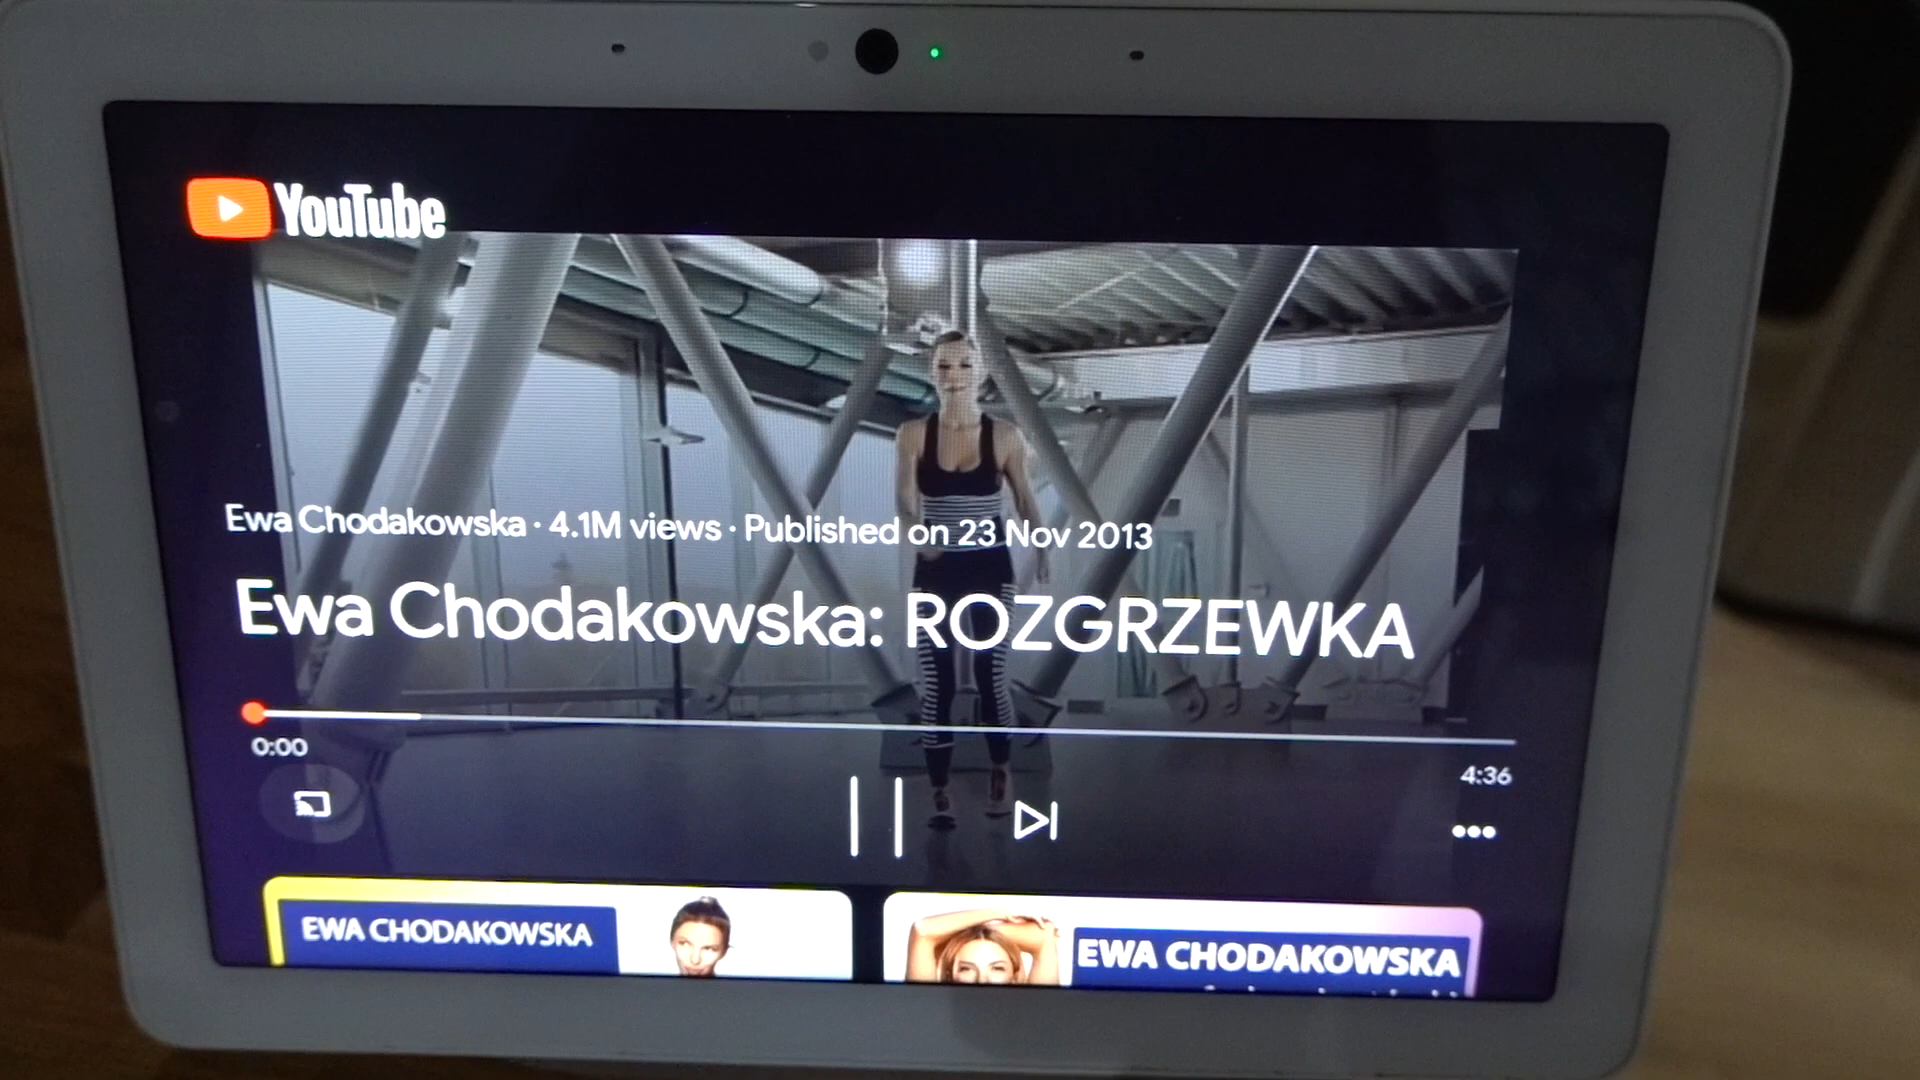 YouTube
Ewa Chodakowska · 4.1M views · Published on 23 Nov 2013
Ewa Chodakowska: ROZGRZEWKA
0:00
4:36
EWA CHODAKOWSKA
EWA CHODAKOWSKA